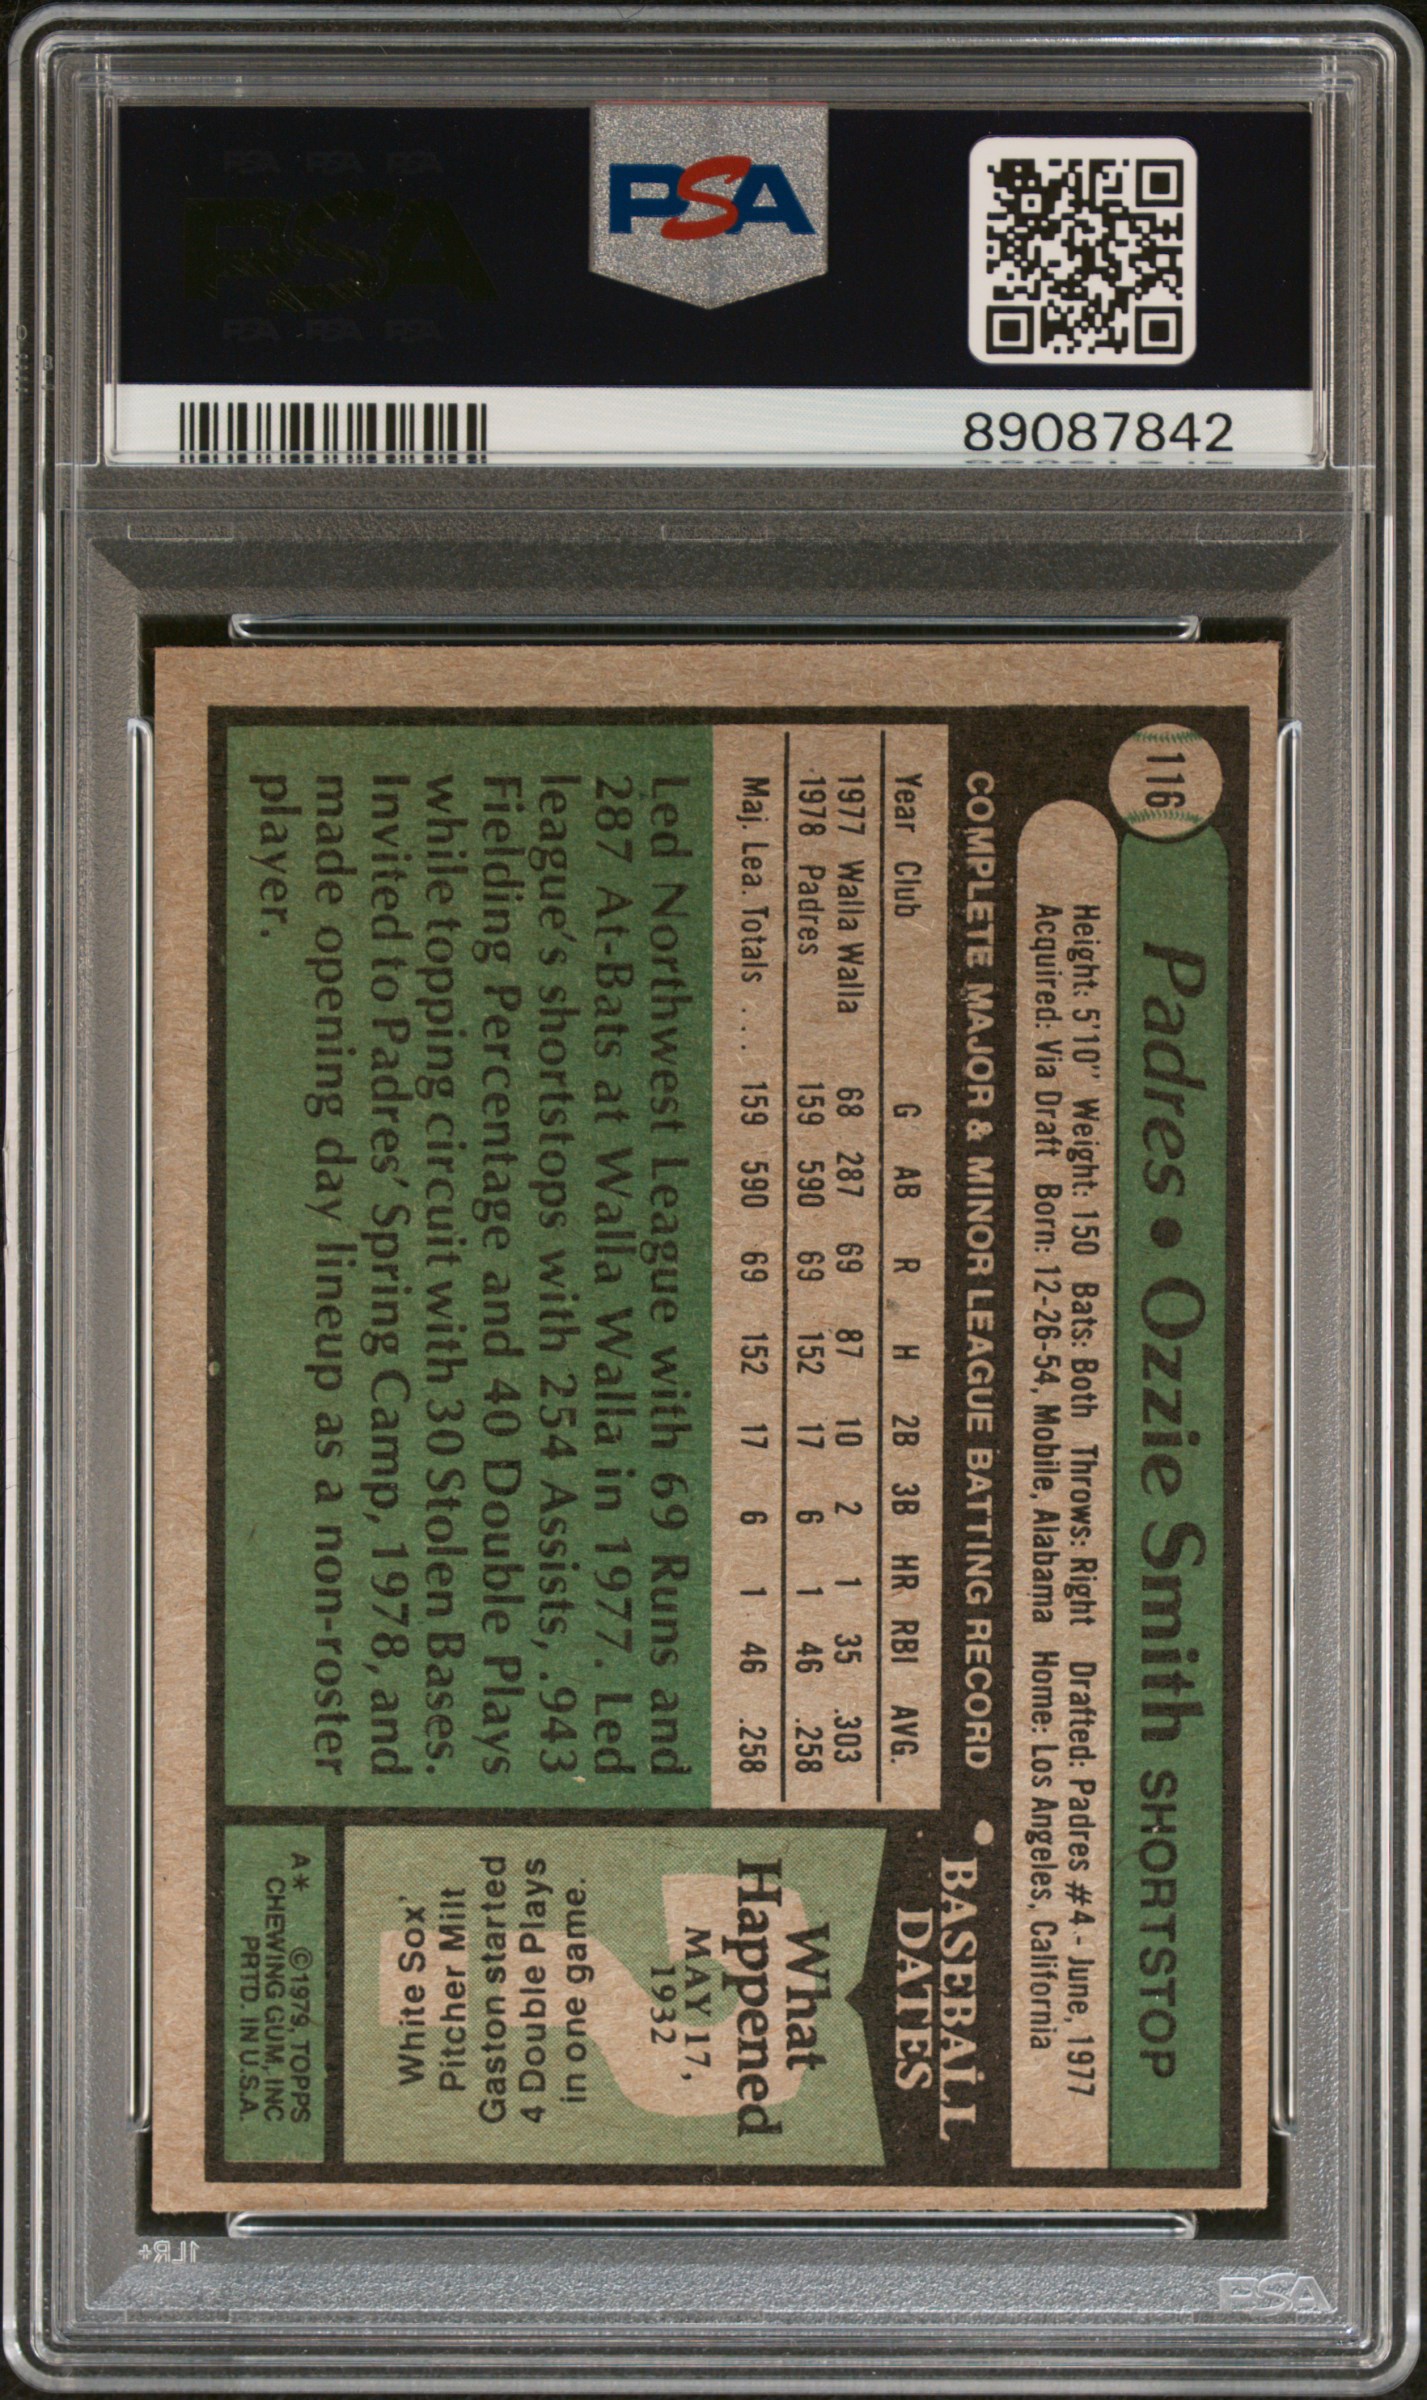 PSA PSA PSA
PSA
PSA PSA PSA
PSA
89087842
116
Padres • Ozzie Smith SHORTSTOP
Height: 5'10" Weight: 150 Bats: Both Throws: Right Drafted: Padres #4 - June, 1977
Acquired: Via Draft Born: 12-26-54, Mobile, Alabama Home: Los Angeles, California
COMPLETE MAJOR & MINOR LEAGUE BATTING RECORD
Year Club G AB R H 2B 3B HR RBI AVG.
1977 Walla Walla 68 287 69 87 10 2 1 35 .303
1978 Padres 159 590 69 152 17 6 1 46 .258
Maj. Lea. Totals . . . . 159 590 69 152 17 6 1 46 .258
Led Northwest League with 69 Runs and
287 At-Bats at Walla Walla in 1977. Led
league's shortstops with 254 Assists, .943
Fielding Percentage and 40 Double Plays
while topping circuit with 30 Stolen Bases.
Invited to Padres' Spring Camp, 1978, and
made opening day lineup as a non-roster
player.
• BASEBALL
DATES
What
Happened
MAY 17,
1932
?
in one game.
4 Double Plays
Gaston started
Pitcher Milt
White Sox'
A* ©1979, TOPPS
CHEWING GUM, INC
PRTD. IN U.S.A.
1LR+
PSA